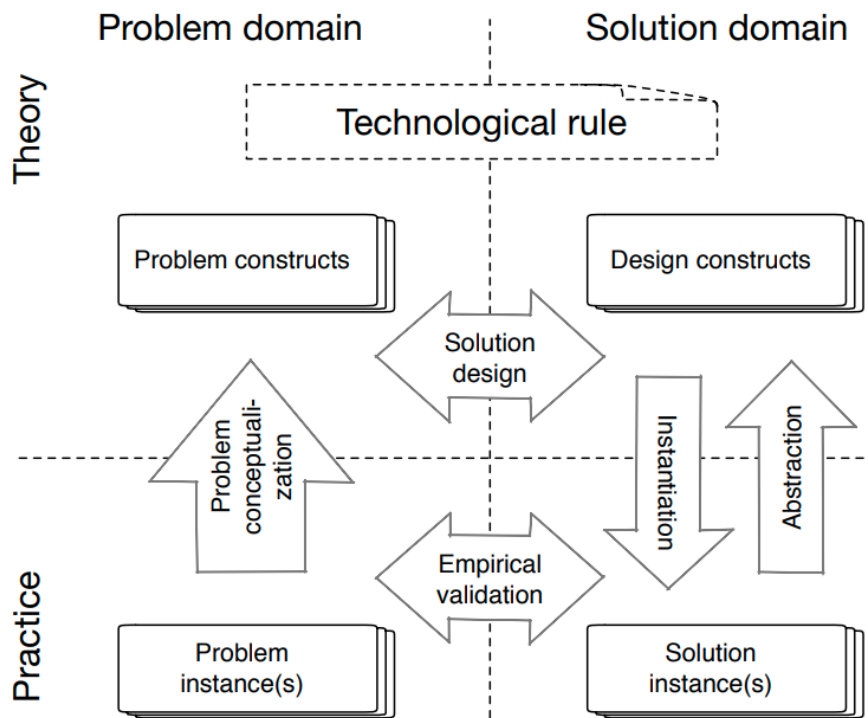 Problem domain
Solution domain
Theory
Technological rule
Problem constructs
Design constructs
Solution
design
Problem
conceptuali-
zation
Instantiation
Abstraction
Practice
Empirical
validation
Problem
instance(s)
Solution
instance(s)